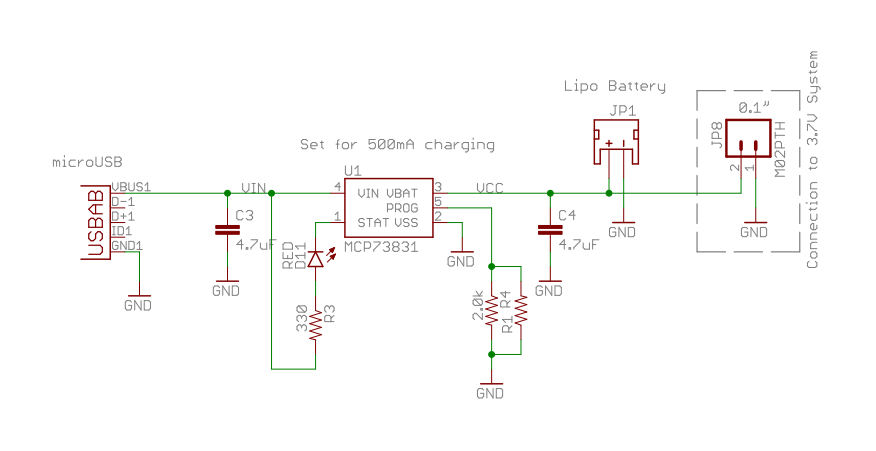 Connection to 3.7V System
Lipo Battery
JP1
+ -
0.1"
JP8
M02PTH
2
1
Set for 500mA charging
microUSB
USBAB
VBUS1
D-1
D+1
ID1
GND1
VIN
U1
4
VIN VBAT
3
VCC
PROG
5
1
STAT VSS
2
MCP73831
C3
4.7uF
C4
4.7uF
GND
GND
RED
D11
GND
GND
GND
GND
330
R3
2.0k
R1
R4
GND